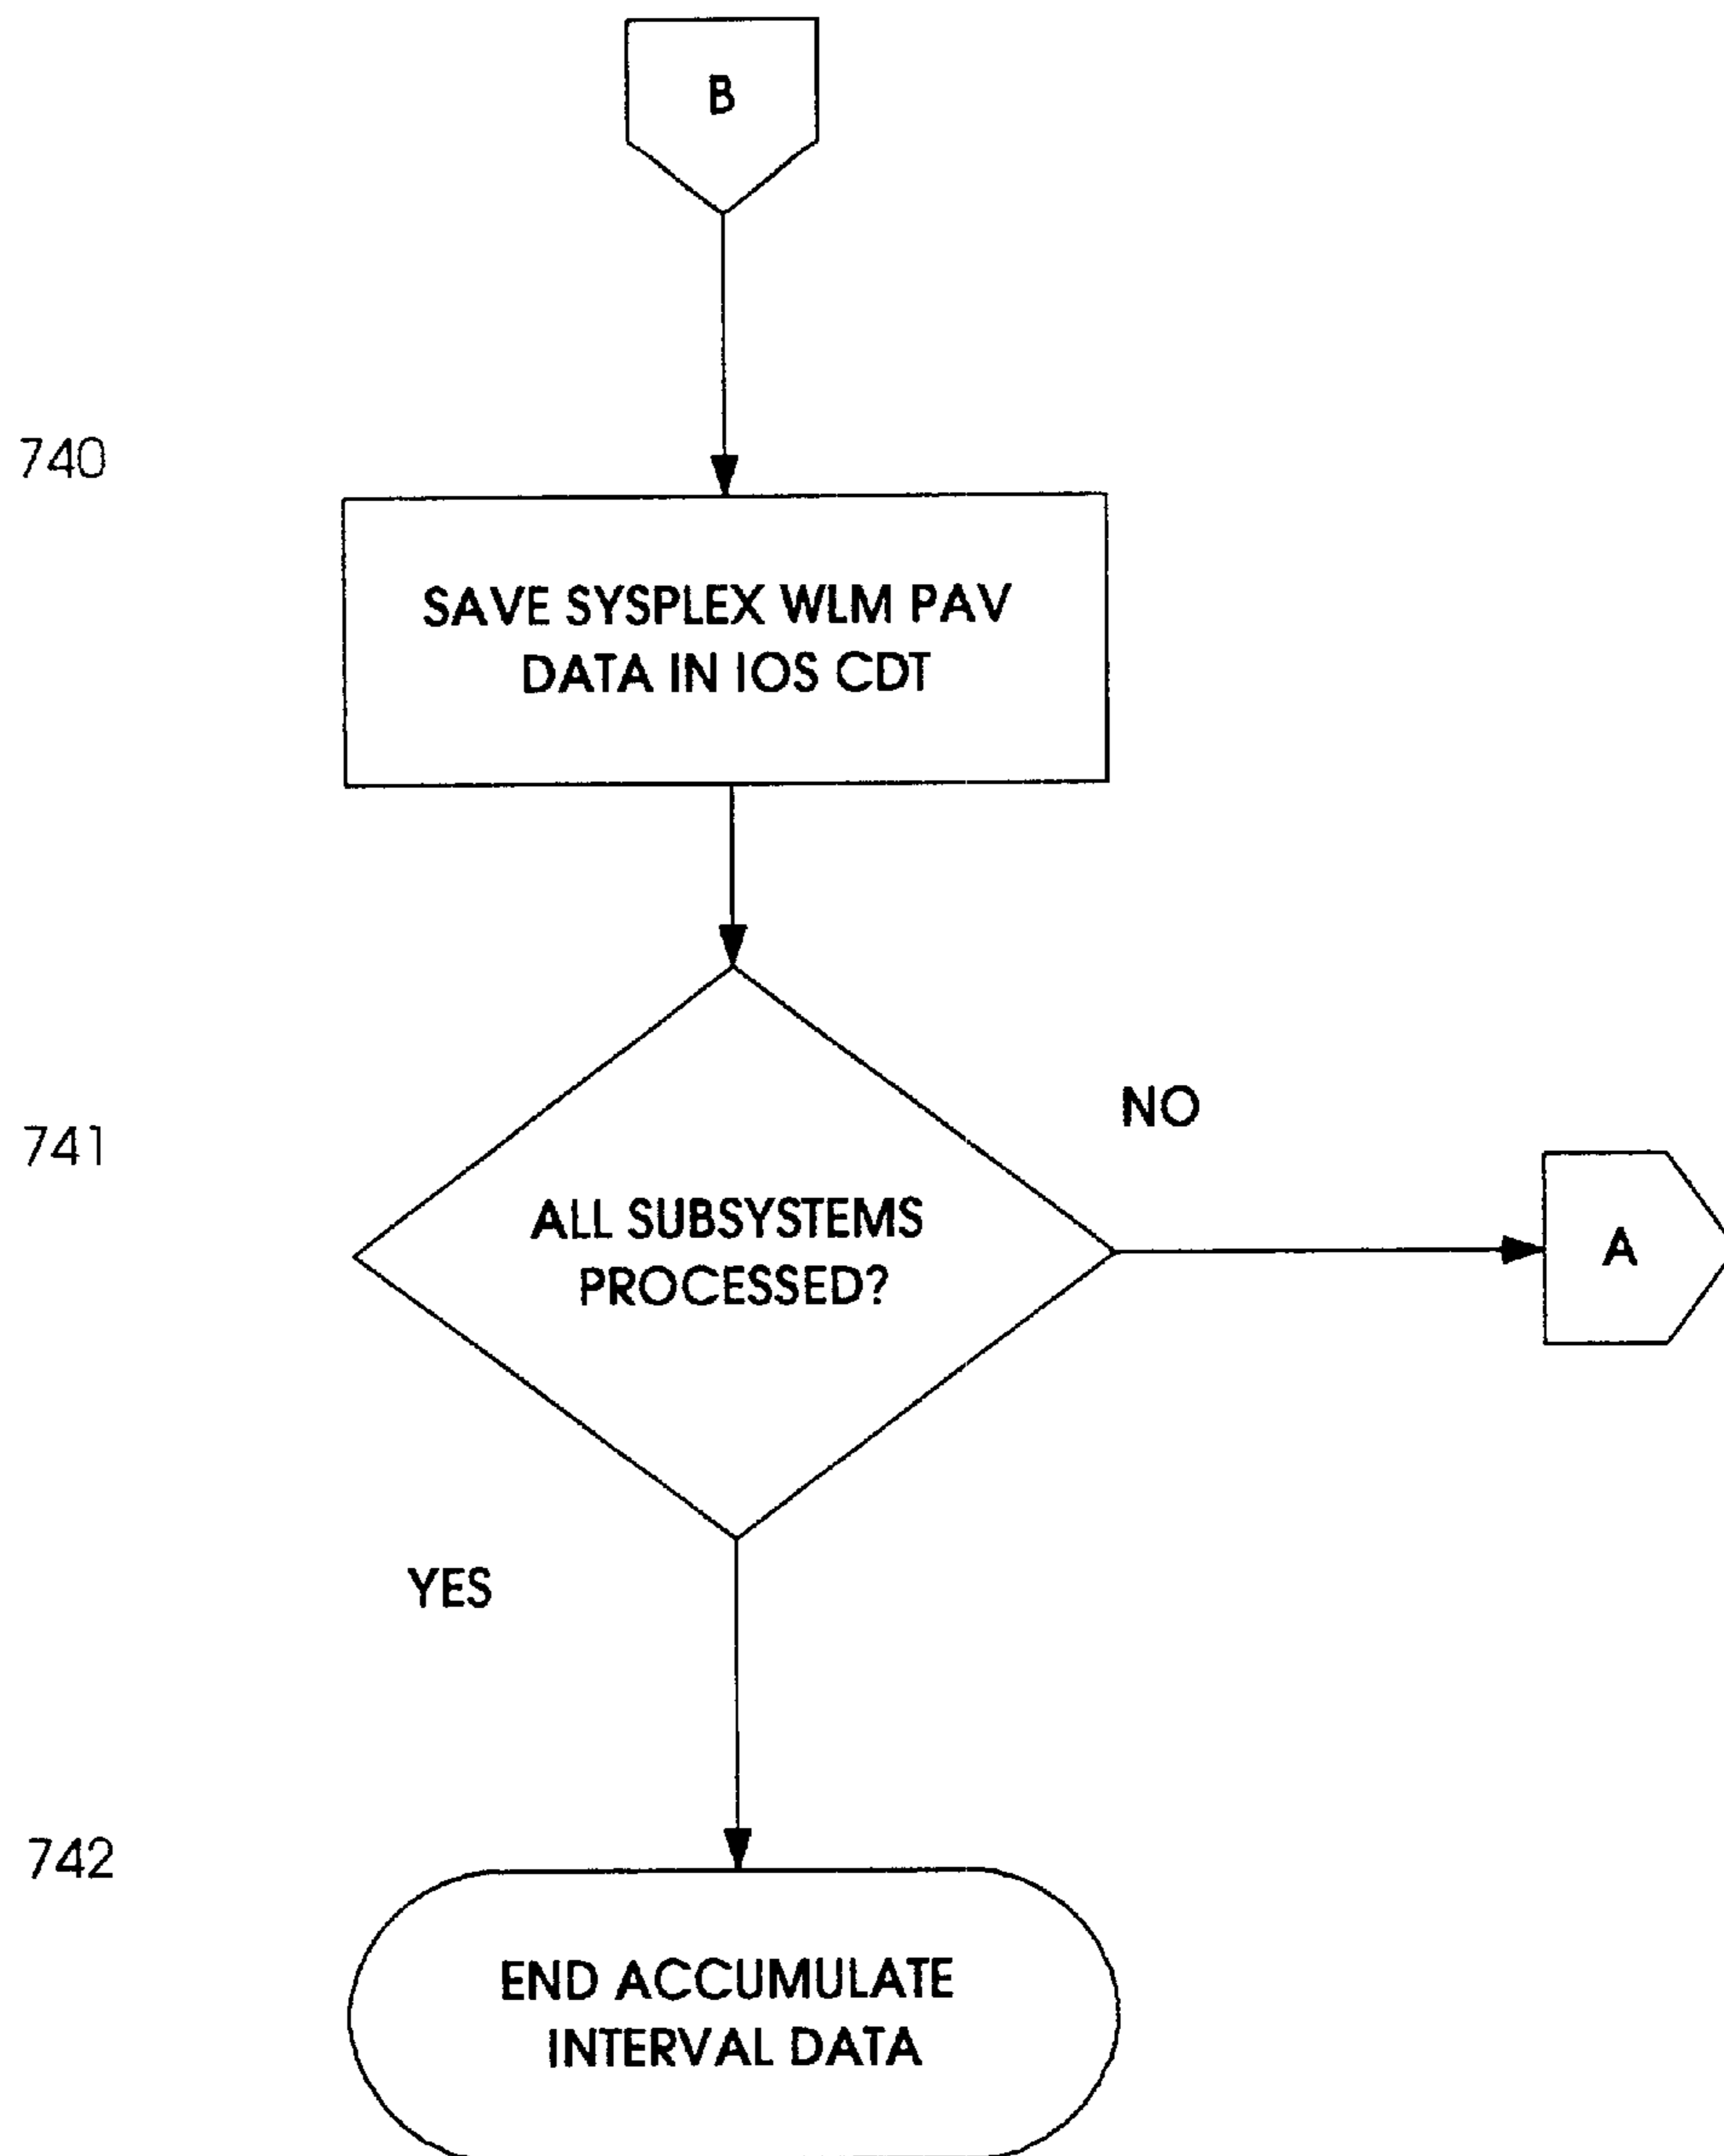 B
740
SAVE SYSPLEX WLM PAV
DATA IN IOS CDT
NO
741
ALL SUBSYSTEMS
PROCESSED?
A
YES
742
END ACCUMULATE
INTERVAL DATA